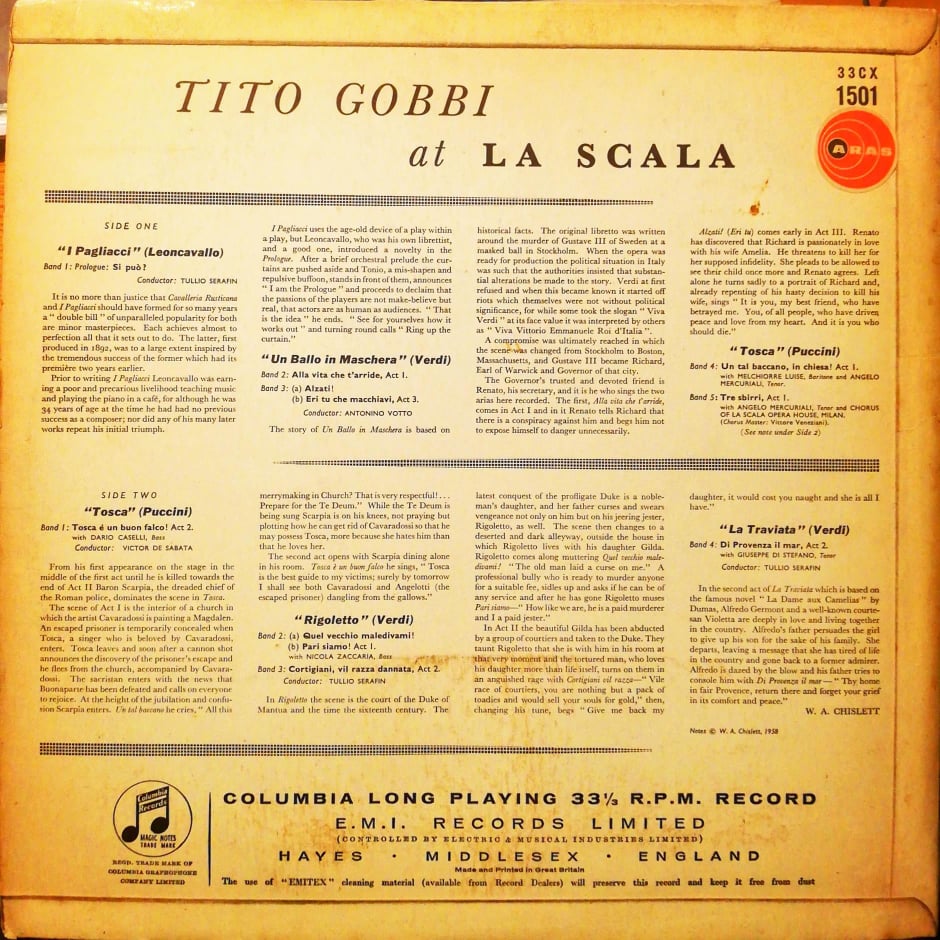 TITO GOBBI
at LA SCALA
33CX
1501
ARAS
SIDE ONE
"I Pagliacci" (Leoncavallo)
Band 1: Prologue: Si può?
Conductor: TULLIO SERAFIN
It is no more than justice that Cavalleria Rusticana
and I Pagliacci should have formed for so many years
a " double bill " of unparalleled popularity for both
are minor masterpieces. Each achieves almost to
perfection all that it sets out to do. The latter, first
produced in 1892, was to a large extent inspired by
the tremendous success of the former which had its
première two years earlier.
Prior to writing I Pagliacci Leoncavallo was earn-
ing a poor and precarious livelihood teaching music
and playing the piano in a café, for although he was
34 years of age at the time he had had no previous
success as a composer; nor did any of his many later
works repeat his initial triumph.
I Pagliacci uses the age-old device of a play within
a play, but Leoncavallo, who was his own librettist,
and a good one, introduced a novelty in the
Prologue. After a brief orchestral prelude the cur-
tains are pushed aside and Tonio, a mis-shapen and
repulsive buffoon, stands in front of them, announces
" I am the Prologue " and proceeds to declaim that
the passions of the players are not make-believe but
real, that actors are as human as audiences. " That
is the idea " he ends. " See for yourselves how it
works out " and turning round calls " Ring up the
curtain."
"Un Ballo in Maschera" (Verdi)
Band 2: Alla vita che t'arride, Act 1.
Band 3: (a) Alzati!
(b) Eri tu che macchiavi, Act 3.
Conductor: ANTONINO VOTTO
The story of Un Ballo in Maschera is based on
historical facts. The original libretto was written
around the murder of Gustave III of Sweden at a
masked ball in Stockholm. When the opera was
ready for production the political situation in Italy
was such that the authorities insisted that substan-
tial alterations be made to the story. Verdi at first
refused and when this became known it started off
riots which themselves were not without political
significance, for while some took the slogan " Viva
Verdi " at its face value it was interpreted by others
as " Viva Vittorio Emmanuele Roi d'Italia ".
A compromise was ultimately reached in which
the scene was changed from Stockholm to Boston,
Massachusetts, and Gustave III became Richard,
Earl of Warwick and Governor of that city.
The Governor's trusted and devoted friend is
Renato, his secretary, and it is he who sings the two
arias here recorded. The first, Alla vita che t'arride,
comes in Act I and in it Renato tells Richard that
there is a conspiracy against him and begs him not
to expose himself to danger unnecessarily.
Alzati! (Eri tu) comes early in Act III. Renato
has discovered that Richard is passionately in love
with his wife Amelia. He threatens to kill her for
her supposed infidelity. She pleads to be allowed to
see their child once more and Renato agrees. Left
alone he turns sadly to a portrait of Richard and,
already repenting of his hasty decision to kill his
wife, sings " It is you, my best friend, who have
betrayed me. You, of all people, who have driven
peace and love from my heart. And it is you who
should die."
"Tosca" (Puccini)
Band 4: Un tal baccano, in chiesa! Act 1.
with MELCHIORRE LUISE, Baritone and ANGELO
MERCURIALI, Tenor.
Band 5: Tre sbirri, Act 1.
with ANGELO MERCURIALI, Tenor and CHORUS
OF LA SCALA OPERA HOUSE, MILAN.
(Chorus Master: Vittore Veneziani).
(See note under Side 2)
SIDE TWO
"Tosca" (Puccini)
Band 1: Tosca é un buon falco! Act 2.
with DARIO CASELLI, Bass
Conductor: VICTOR DE SABATA
From his first appearance on the stage in the
middle of the first act until he is killed towards the
end of Act II Baron Scarpia, the dreaded chief of
the Roman police, dominates the scene in Tosca.
The scene of Act I is the interior of a church in
which the artist Cavaradossi is painting a Magdalen.
An escaped prisoner is temporarily concealed when
Tosca, a singer who is beloved by Cavaradossi,
enters. Tosca leaves and soon after a cannon shot
announces the discovery of the prisoner's escape and
he flees from the church, accompanied by Cavara-
dossi. The sacristan enters with the news that
Buonaparte has been defeated and calls on everyone
to rejoice. At the height of the jubilation and confu-
sion Scarpia enters. Un tal baccano he cries, " All this
merrymaking in Church? That is very respectful! . . .
Prepare for the Te Deum." While the Te Deum is
being sung Scarpia is on his knees, not praying but
plotting how he can get rid of Cavaradossi so that he
may possess Tosca, more because she hates him than
that he loves her.
The second act opens with Scarpia dining alone
in his room. Tosca è un buon falco he sings, " Tosca
is the best guide to my victims; surely by tomorrow
I shall see both Cavaradossi and Angelotti (the
escaped prisoner) dangling from the gallows."
"Rigoletto" (Verdi)
Band 2: (a) Quel vecchio maledivami!
(b) Pari siamo! Act 1.
with NICOLA ZACCARIA, Bass
Band 3: Cortigiani, vil razza dannata, Act 2.
Conductor: TULLIO SERAFIN
In Rigoletto the scene is the court of the Duke of
Mantua and the time the sixteenth century. The
latest conquest of the profligate Duke is a noble-
man's daughter, and her father curses and swears
vengeance not only on him but on his jeering jester,
Rigoletto, as well. The scene then changes to a
deserted and dark alleyway, outside the house in
which Rigoletto lives with his daughter Gilda.
Rigoletto comes along muttering Quel vecchio male-
divami! " The old man laid a curse on me." A
professional bully who is ready to murder anyone
for a suitable fee, sidles up and asks if he can be of
any service and after he has gone Rigoletto muses
Pari siamo—" How like we are, he is a paid murderer
and I a paid jester."
In Act II the beautiful Gilda has been abducted
by a group of courtiers and taken to the Duke. They
taunt Rigoletto that she is with him in his room at
that very moment and the tortured man, who loves
his daughter more than life itself, turns on them in
an anguished rage with Cortigiani vil razza—" Vile
race of courtiers, you are nothing but a pack of
toadies and would sell your souls for gold," then,
changing his tune, begs " Give me back my
daughter, it would cost you naught and she is all I
have."
"La Traviata" (Verdi)
Band 4: Di Provenza il mar, Act 2.
with GIUSEPPE DI STEFANO, Tenor
Conductor: TULLIO SERAFIN
In the second act of La Traviata which is based on
the famous novel " La Dame aux Camelias " by
Dumas, Alfredo Germont and a well-known courte-
san Violetta are deeply in love and living together
in the country. Alfredo's father persuades the girl
to give up his son for the sake of his family. She
departs, leaving a message that she has tired of life
in the country and gone back to a former admirer.
Alfredo is dazed by the blow and his father tries to
console him with Di Provenza il mar—" Thy home
in fair Provence, return there and forget your grief
in its comfort and peace."
W. A. CHISLETT
Notes © W. A. Chislett, 1958
Columbia
Records
MAGIC NOTES
TRADE MARK
REGD. TRADE MARK OF
COLUMBIA GRAPHOPHONE
COMPANY LIMITED
COLUMBIA LONG PLAYING 33⅓ R.P.M. RECORD
E.M.I. RECORDS LIMITED
(CONTROLLED BY ELECTRIC & MUSICAL INDUSTRIES LIMITED)
HAYES · MIDDLESEX · ENGLAND
Made and Printed in Great Britain
The use of "EMITEX" cleaning material (available from Record Dealers) will preserve this record and keep it free from dust